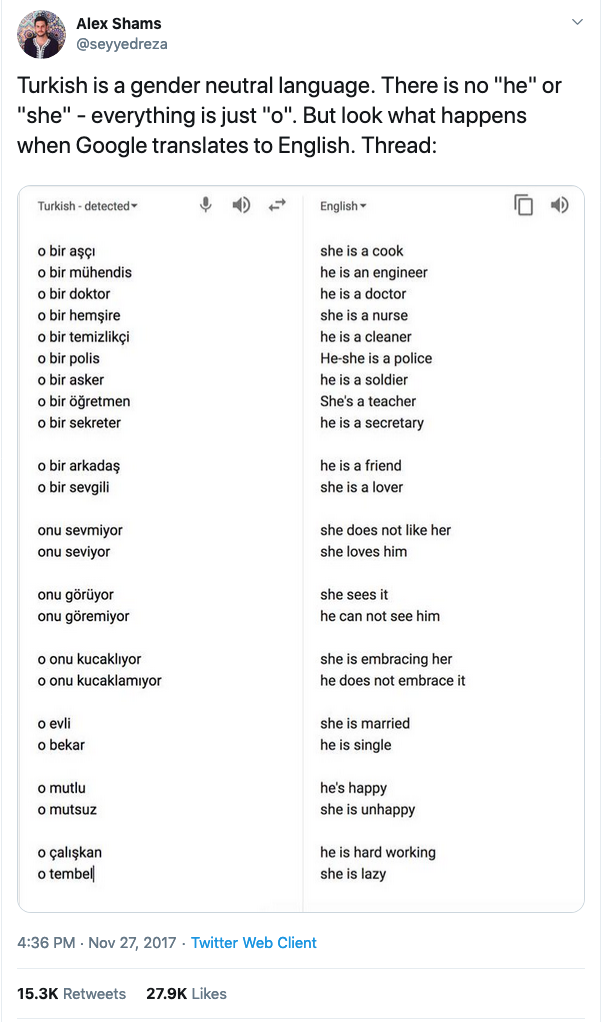 Alex Shams
@seyyedreza
Turkish is a gender neutral language. There is no "he" or
"she" - everything is just "o". But look what happens
when Google translates to English. Thread:
Turkish - detected
English
o bir aşçı
she is a cook
o bir mühendis
he is an engineer
o bir doktor
he is a doctor
o bir hemşire
she is a nurse
o bir temizlikçi
he is a cleaner
o bir polis
He-she is a police
o bir asker
he is a soldier
o bir öğretmen
She's a teacher
o bir sekreter
he is a secretary
o bir arkadaş
he is a friend
o bir sevgili
she is a lover
onu sevmiyor
she does not like her
onu seviyor
she loves him
onu görüyor
she sees it
onu göremiyor
he can not see him
o onu kucaklıyor
she is embracing her
o onu kucaklamıyor
he does not embrace it
o evli
she is married
o bekar
he is single
o mutlu
he's happy
o mutsuz
she is unhappy
o çalışkan
he is hard working
o tembel
she is lazy
4:36 PM · Nov 27, 2017 · Twitter Web Client
15.3K Retweets 27.9K Likes